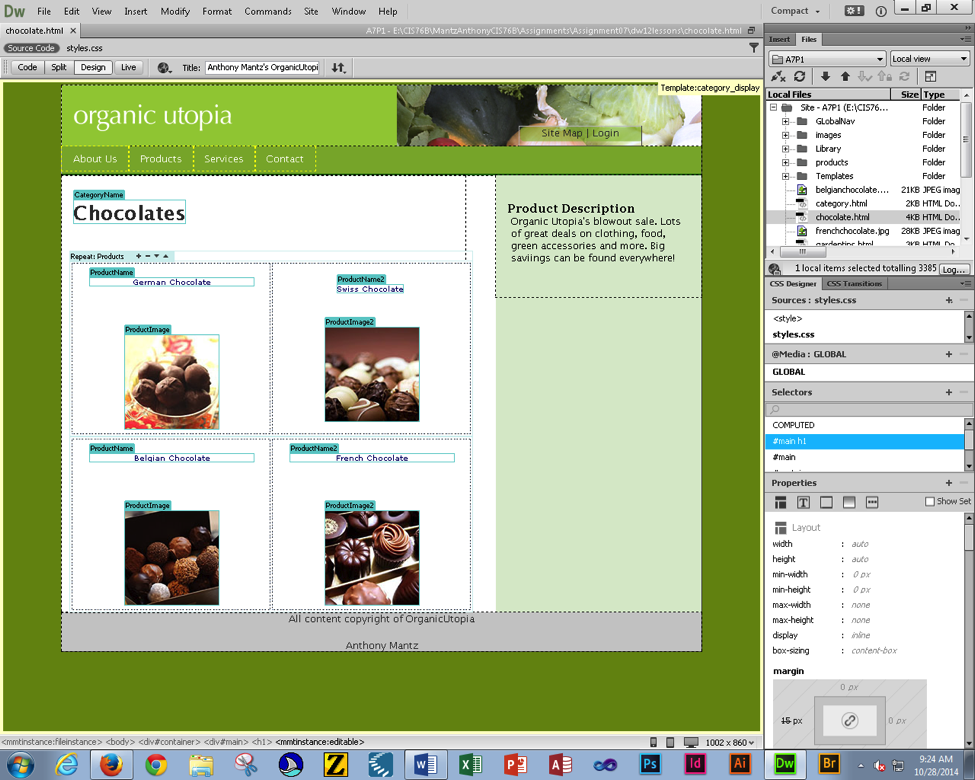 Dw File Edit View Insert Modify Format Commands Site Window Help Compact
chocolate.html A7P1 - E:\CIS76B\MantzAnthonyCIS76B\Assignments\Assignment07\dw12lessons\chocolate.html
Source Code styles.css
Code Split Design Live Title: Anthony Mantz's OrganicUtopi
Template:category_display
organic utopia
Site Map | Login
About Us Products Services Contact
CategoryName
Chocolates
Product Description
Organic Utopia's blowout sale. Lots
of great deals on clothing, food,
green accessories and more. Big
saviings can be found everywhere!
Repeat: Products
ProductName
German Chocolate
ProductName2
Swiss Chocolate
ProductImage
ProductImage2
ProductName
Belgian Chocolate
ProductName2
French Chocolate
ProductImage
ProductImage2
All content copyright of OrganicUtopia
Anthony Mantz
<mmtinstance:fileinstance> <body> <div#container> <div#main> <h1> <mmtinstance:editable> 1002 x 860
Insert Files
A7P1 Local view
Local Files Size Type
Site - A7P1 (E:\CIS76... Folder
GLobalNav Folder
images Folder
Library Folder
products Folder
Templates Folder
belgianchocolate.... 21KB JPEG imag
category.html 2KB HTML Do...
chocolate.html 4KB HTML Do...
frenchchocolate.jpg 28KB JPEG imag
1 local items selected totalling 3385 Log...
CSS Designer CSS Transitions
Sources : styles.css
<style>
styles.css
@Media : GLOBAL
GLOBAL
Selectors
COMPUTED
#main h1
#main
Properties
Show Set
Layout
width : auto
height : auto
min-width : 0 px
min-height : 0 px
max-width : none
max-height : none
display : inline
box-sizing : content-box
margin
0 px
15 px 0 px
Z W X P A Ps Id Ai Dw Br
9:24 AM
10/28/2014